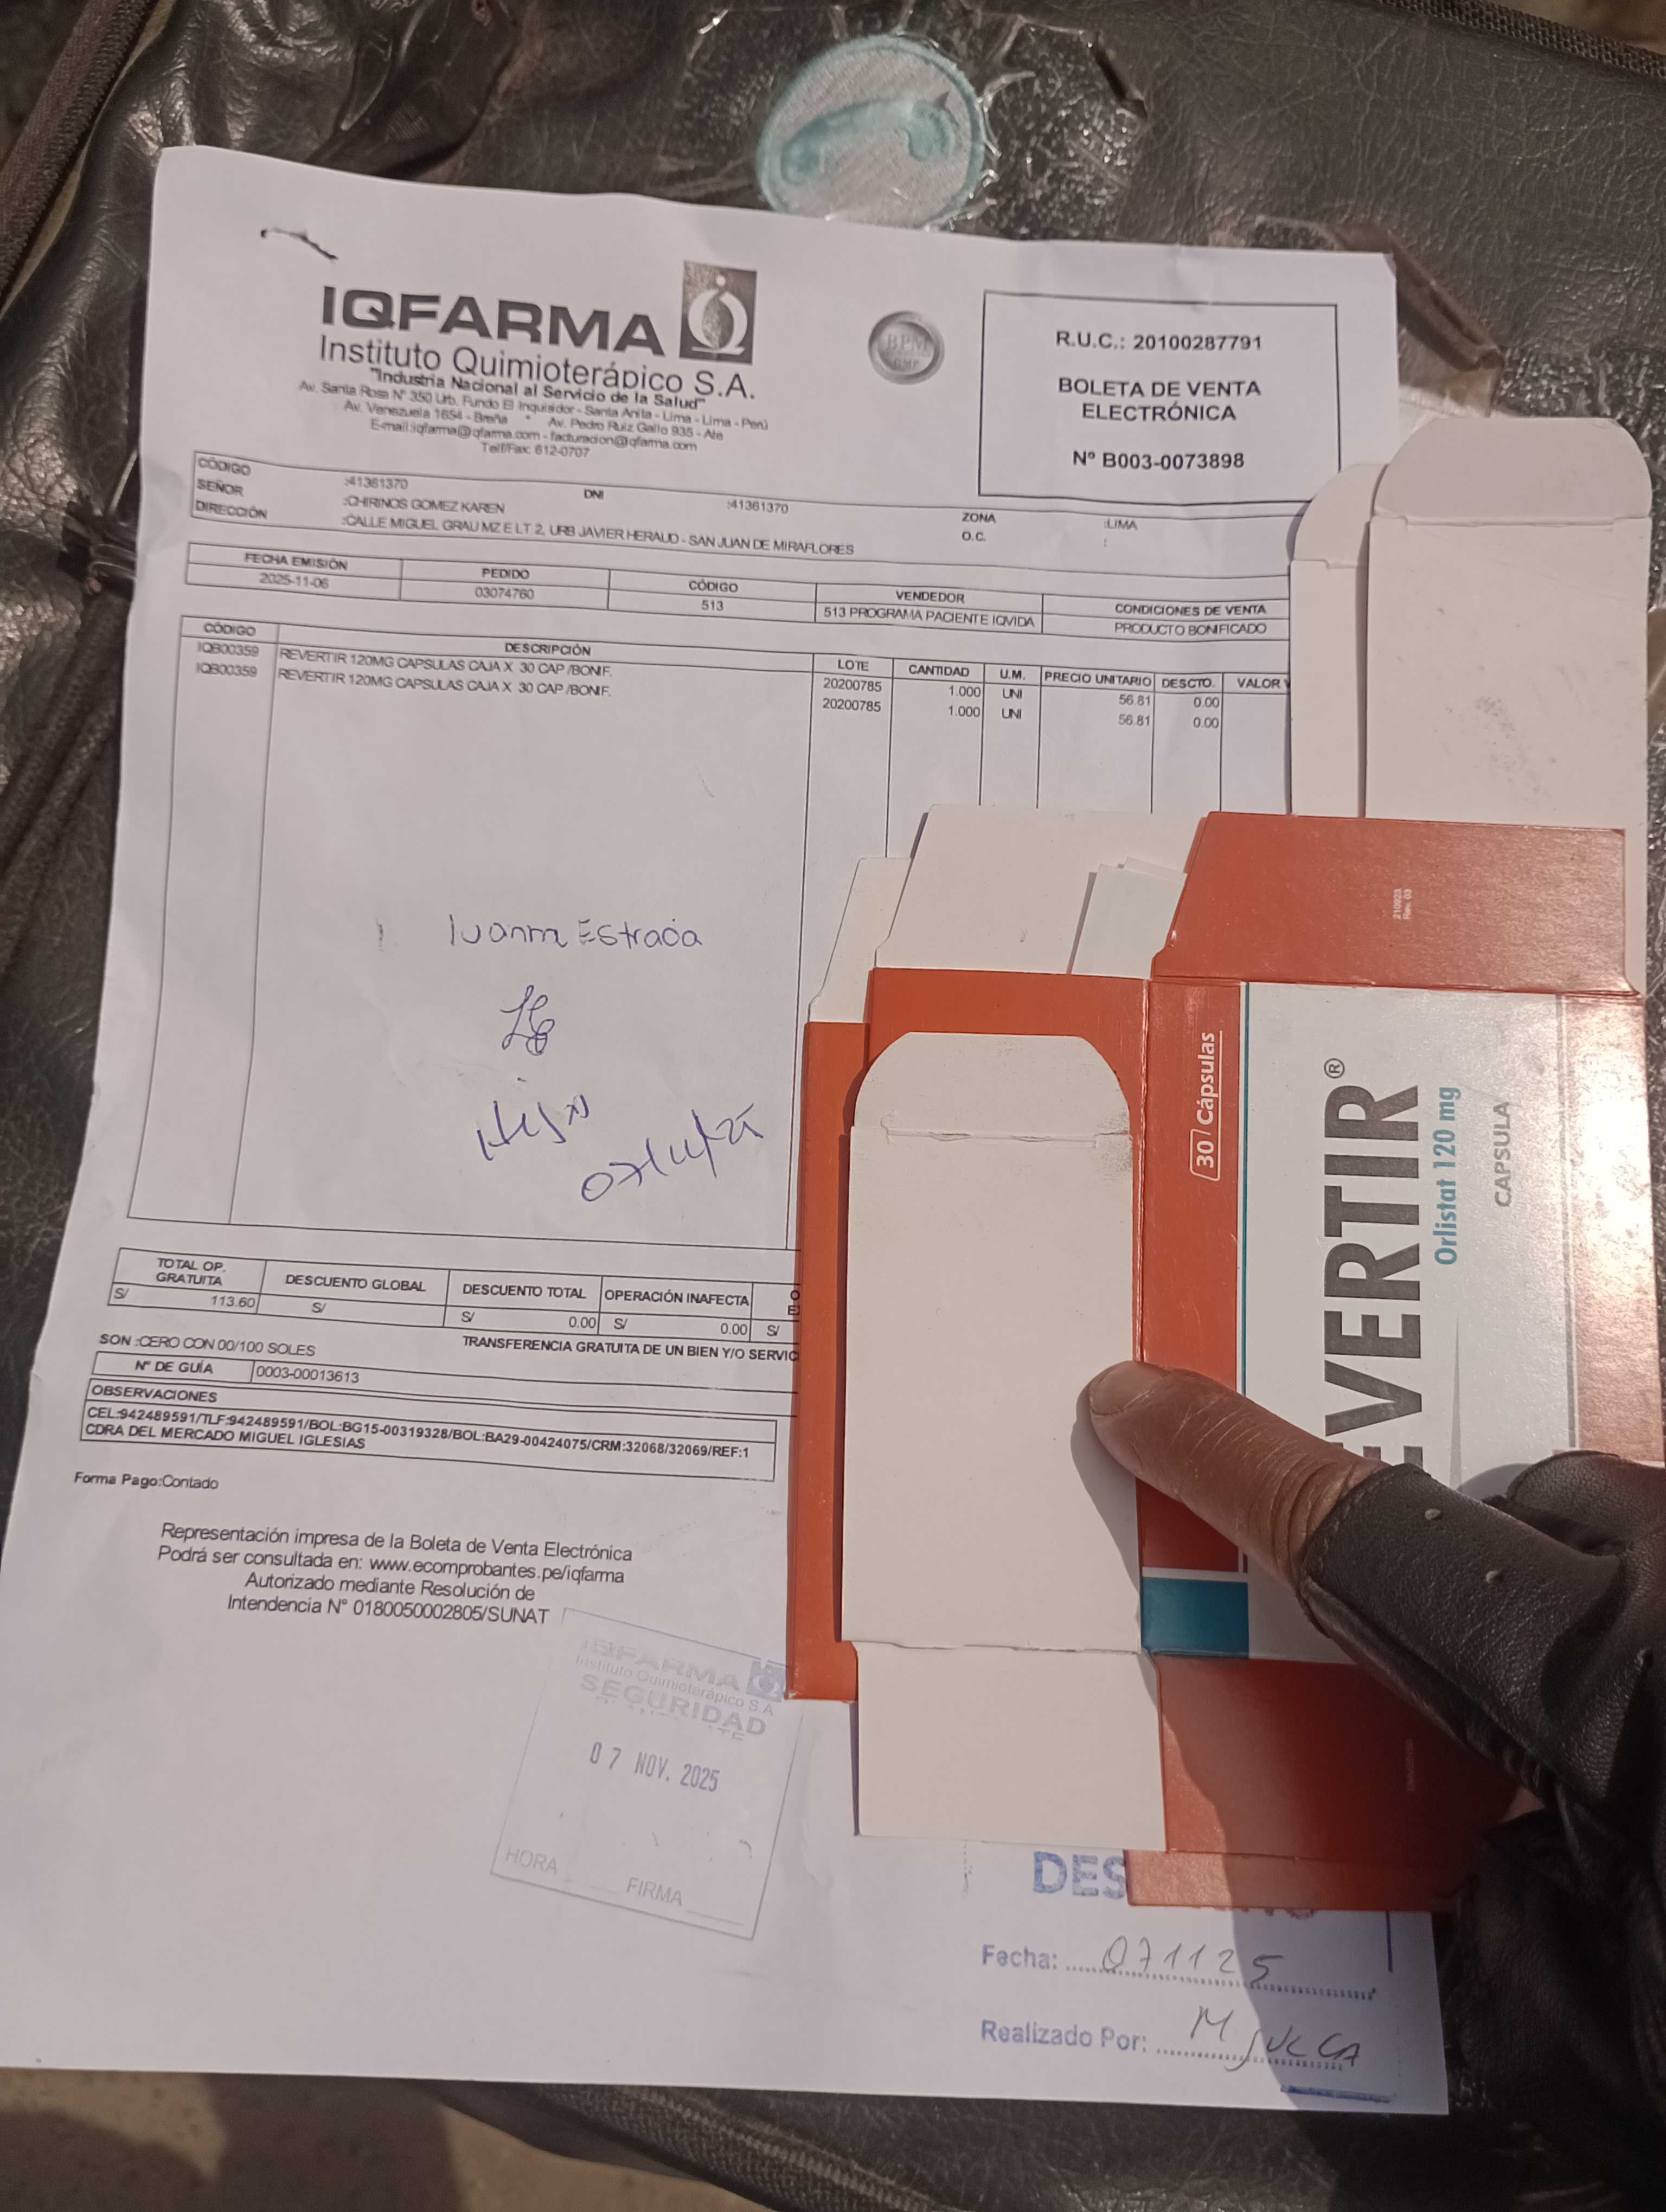 IQFARMA
Instituto Quimioterápico S.A.
"Industria Nacional al Servicio de la Salud"
Av. Santa Rosa N° 350 Urb. Fundo El Inquisidor - Santa Anita - Lima - Lima - Perú
Av. Venezuela 1654 - Breña * Av. Pedro Ruiz Gallo 935 - Ate
E-mail:iqfarma@iqfarma.com - facturacion@iqfarma.com
Telf/Fax: 612-0707
BPM
R.U.C.: 20100287791
BOLETA DE VENTA
ELECTRÓNICA
Nº B003-0073898
CÓDIGO :41361370 DNI :41361370 ZONA :LIMA
SEÑOR :CHIRINOS GOMEZ KAREN O.C. :
DIRECCIÓN :CALLE MIGUEL GRAU MZ E LT 2, URB JAVIER HERAUD - SAN JUAN DE MIRAFLORES
FECHA EMISIÓN PEDIDO CÓDIGO VENDEDOR CONDICIONES DE VENTA
2025-11-06 03074760 513 513 PROGRAMA PACIENTE IQVIDA PRODUCTO BONIFICADO
CÓDIGO DESCRIPCIÓN LOTE CANTIDAD U.M. PRECIO UNITARIO DESCTO. VALOR V
IQB00359 REVERTIR 120MG CAPSULAS CAJA X 30 CAP /BONIF. 20200785 1.000 UNI 56.81 0.00
IQB00359 REVERTIR 120MG CAPSULAS CAJA X 30 CAP /BONIF. 20200785 1.000 UNI 56.81 0.00
Estrada
07/11/25
TOTAL OP. GRATUITA DESCUENTO GLOBAL DESCUENTO TOTAL OPERACIÓN INAFECTA
S/ 113.60 S/ S/ 0.00 S/ 0.00 S/
SON :CERO CON 00/100 SOLES TRANSFERENCIA GRATUITA DE UN BIEN Y/O SERVIC
N° DE GUÍA 0003-00013613
OBSERVACIONES
CEL:942489591/TLF:942489591/BOL:BG15-00319328/BOL:BA29-00424075/CRM:32068/32069/REF:1
CDRA DEL MERCADO MIGUEL IGLESIAS
Forma Pago:Contado
Representación impresa de la Boleta de Venta Electrónica
Podrá ser consultada en: www.ecomprobantes.pe/iqfarma
Autorizado mediante Resolución de
Intendencia N° 0180050002805/SUNAT
IQFARMA
Instituto Quimioterápico S.A
SEGURIDAD
07 NOV. 2025
HORA
FIRMA
DES
Fecha: 071125
Realizado Por: M
210923
Rev. 03
30 Cápsulas
EVERTIR®
Orlistat 120 mg
CAPSULA